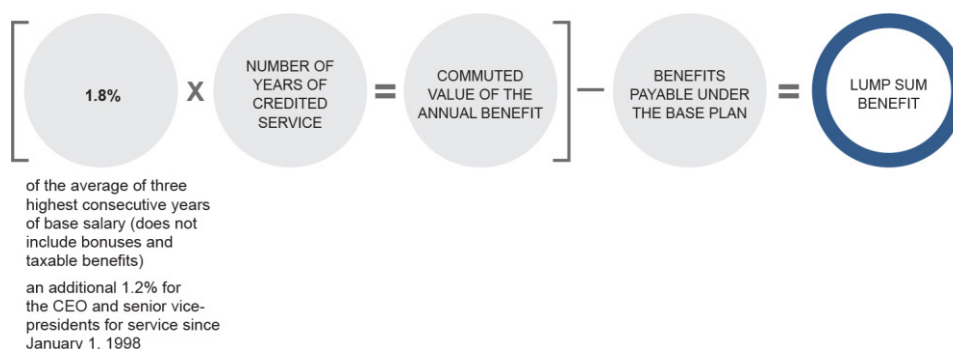 1.8%
X
NUMBER OF
YEARS OF
CREDITED
SERVICE
=
COMMUTED
VALUE OF THE
ANNUAL BENEFIT
—
BENEFITS
PAYABLE UNDER
THE BASE PLAN
=
LUMP SUM
BENEFIT
of the average of three
highest consecutive years
of base salary (does not
include bonuses and
taxable benefits)
an additional 1.2% for
the CEO and senior vice-
presidents for service since
January 1, 1998